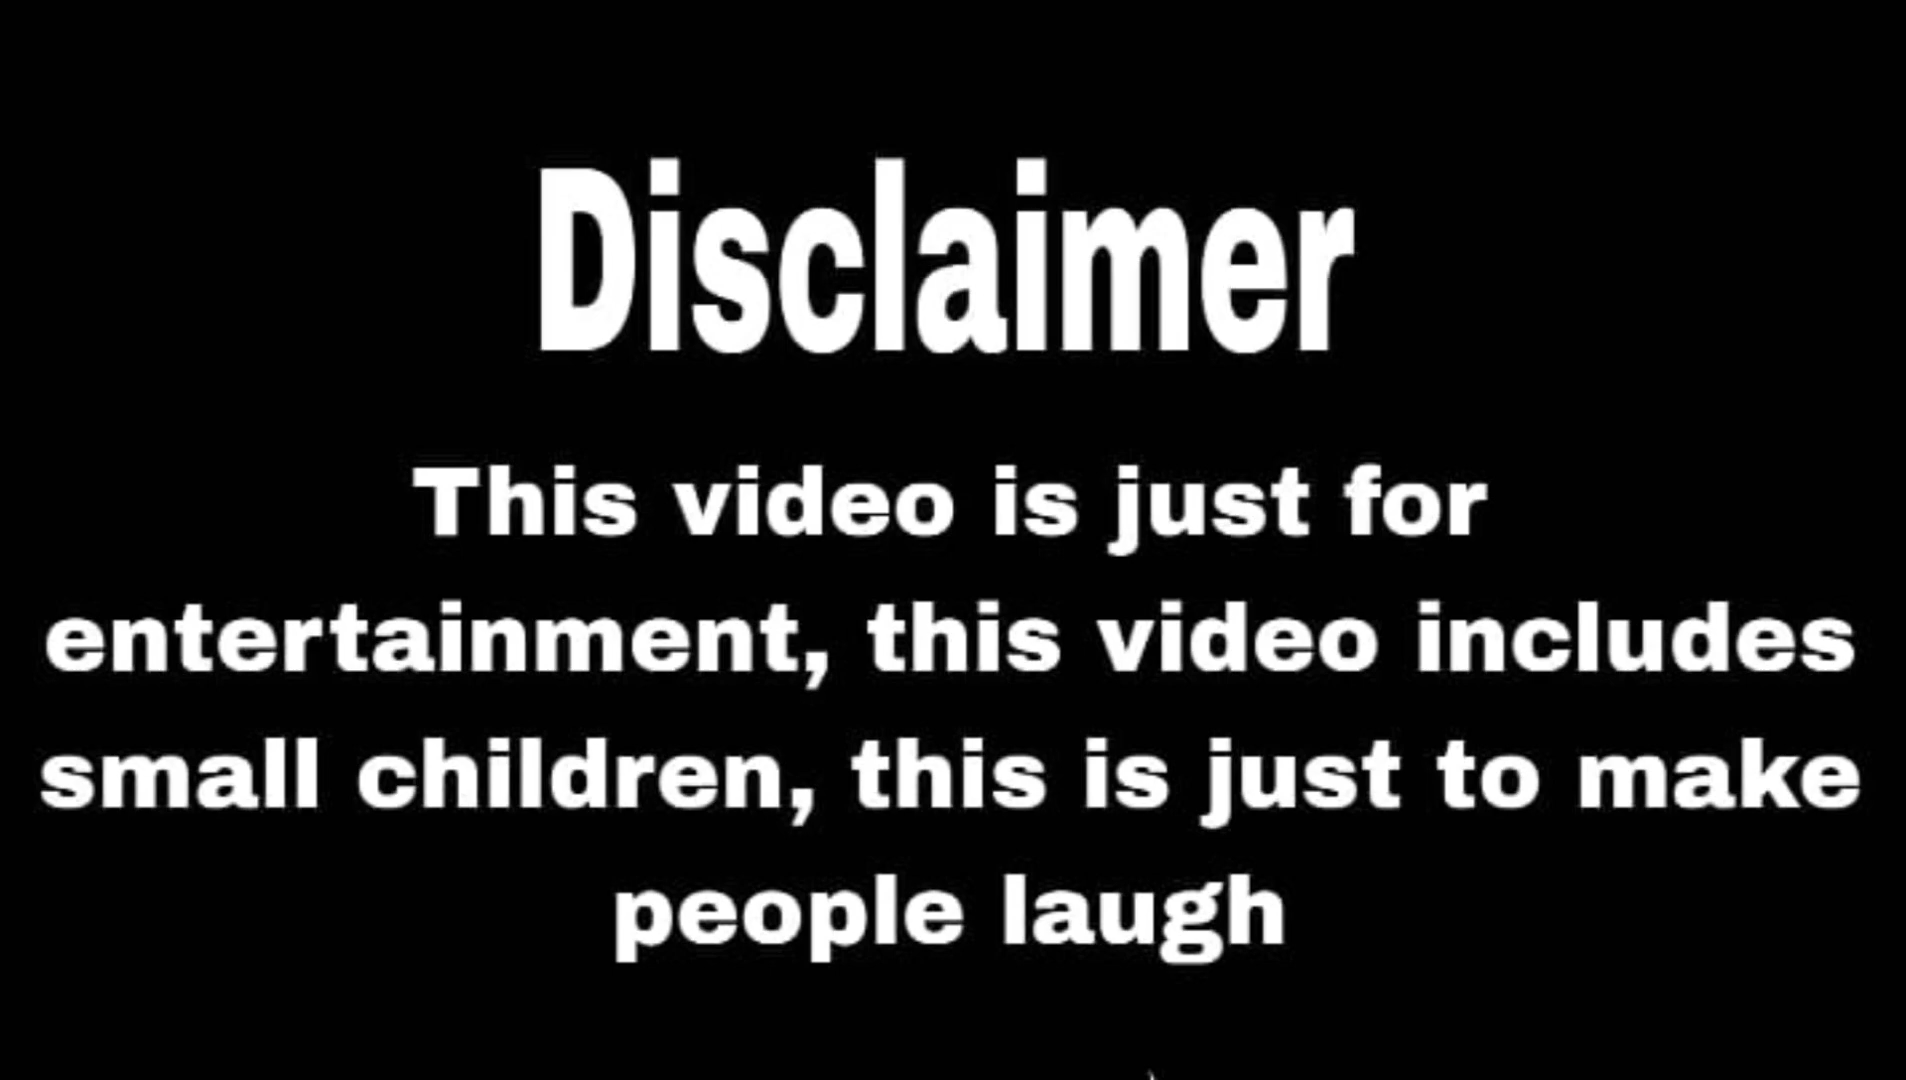 Disclaimer
This video is just for
entertainment, this video includes
small children, this is just to make
people laugh